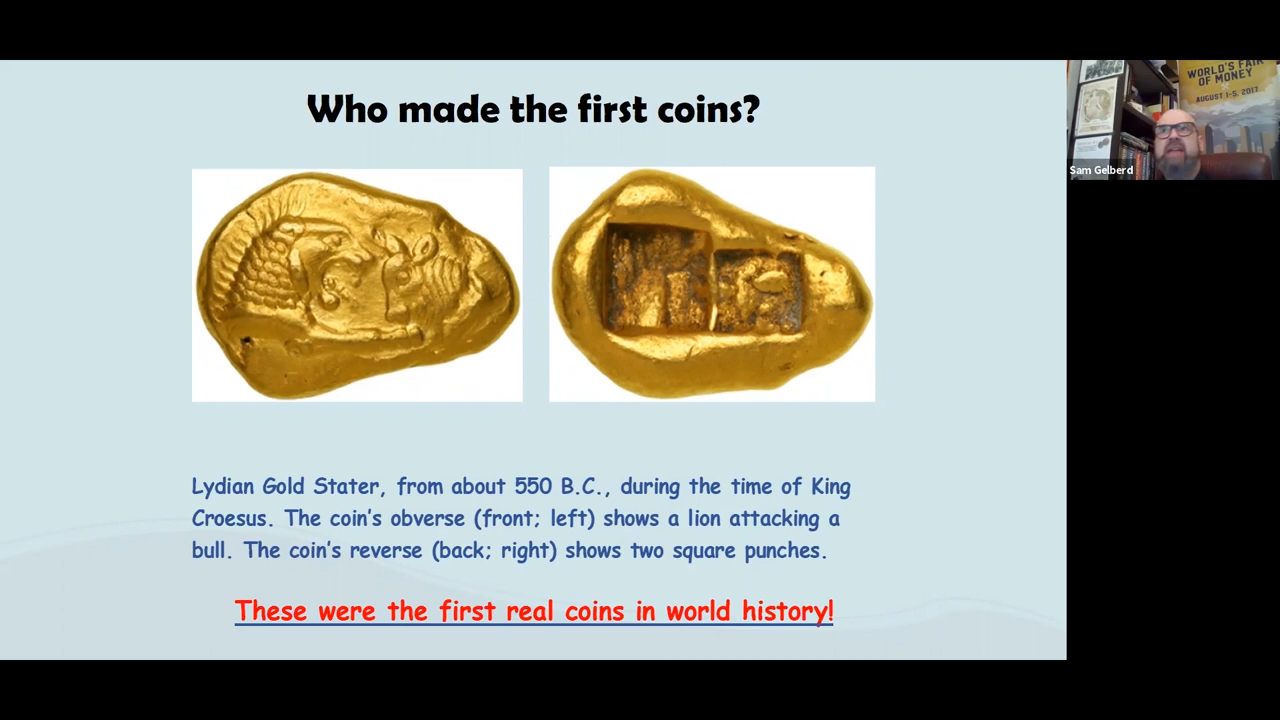 Who made the first coins?
Lydian Gold Stater, from about 550 B.C., during the time of King
Croesus. The coin's obverse (front; left) shows a lion attacking a
bull. The coin's reverse (back; right) shows two square punches.
These were the first real coins in world history!
WORLD'S FAIR
OF MONEY
AUGUST 1-5, 2017
Sam Gelberd